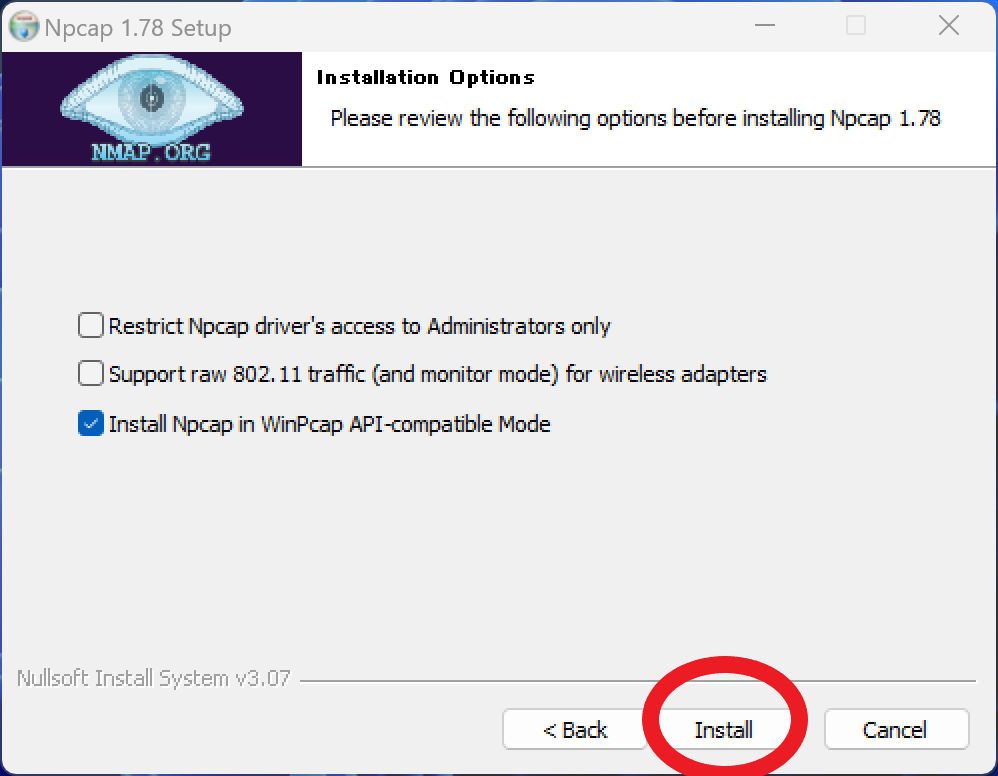 Npcap 1.78 Setup
NMAP.ORG
Installation Options
Please review the following options before installing Npcap 1.78
Restrict Npcap driver's access to Administrators only
Support raw 802.11 traffic (and monitor mode) for wireless adapters
Install Npcap in WinPcap API-compatible Mode
Nullsoft Install System v3.07
< Back
Install
Cancel